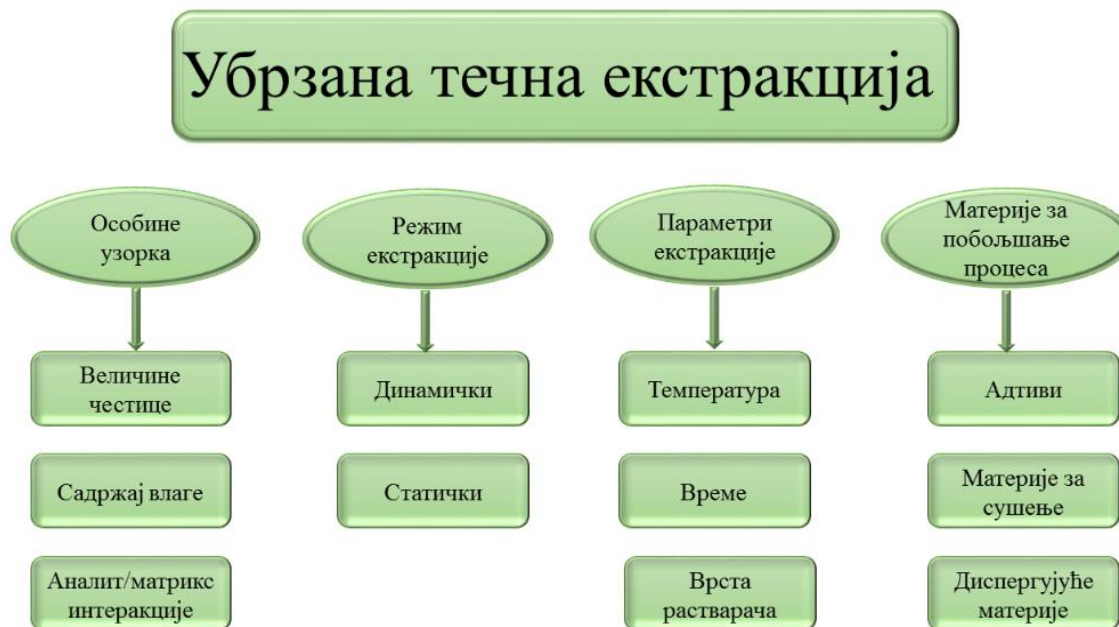 Убрзана течна екстракција
Особине
узорка
Режим
екстракције
Параметри
екстракције
Материје за
побољшање
процеса
Величине
честице
Динамички
Температура
Адтиви
Садржај влаге
Статички
Време
Материје за
сушење
Аналит/матрикс
интеракције
Врста
растварача
Диспергујуће
материје